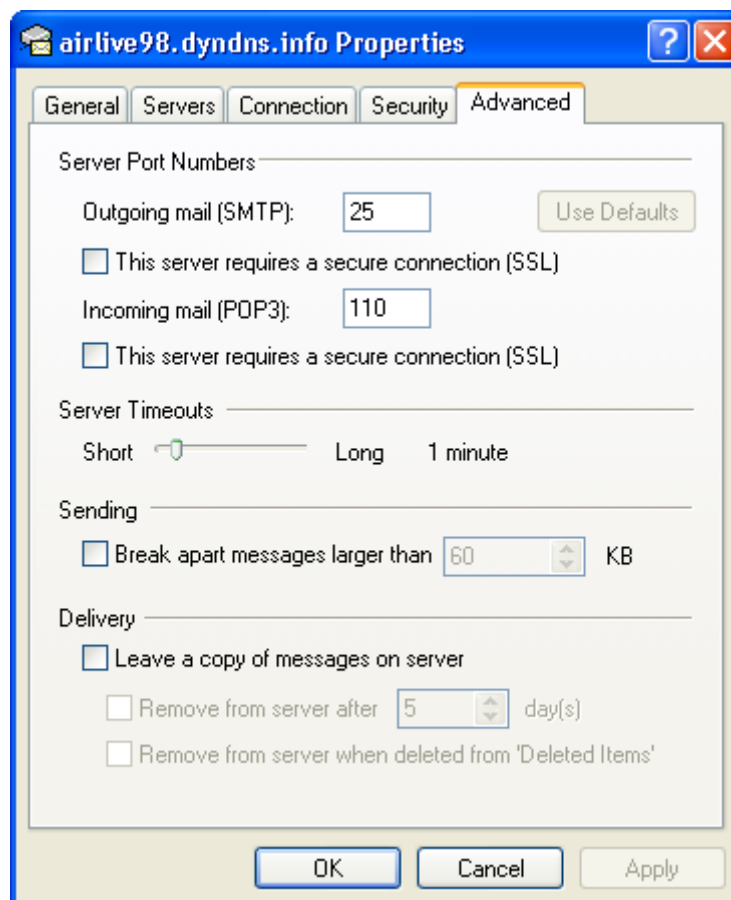 airlive98.dyndns.info Properties
General Servers Connection Security Advanced
Server Port Numbers
Outgoing mail (SMTP): 25 Use Defaults
This server requires a secure connection (SSL)
Incoming mail (POP3): 110
This server requires a secure connection (SSL)
Server Timeouts
Short Long 1 minute
Sending
Break apart messages larger than 60 KB
Delivery
Leave a copy of messages on server
Remove from server after 5 day(s)
Remove from server when deleted from 'Deleted Items'
OK Cancel Apply